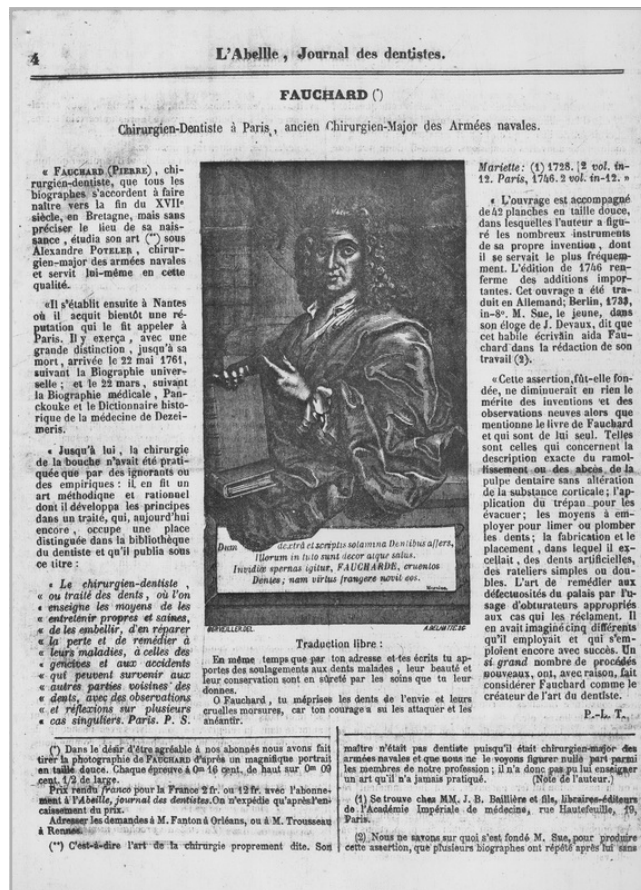 4
L'Abeille, Journal des dentistes.
FAUCHARD (*)
Chirurgien-Dentiste à Paris, ancien Chirurgien-Major des Armées navales.
« FAUCHARD (PIERRE), chi-
rurgien-dentiste, que tous les
biographes s'accordent à faire
naître vers la fin du XVIIe
siècle, en Bretagne, mais sans
préciser le lieu de sa nais-
sance, étudia son art (**) sous
Alexandre POTELER, chirur-
gien-major des armées navales
et servit lui-même en cette
qualité.
«Il s'établit ensuite à Nantes
où il acquit bientôt une ré-
putation qui le fit appeler à
Paris. Il y exerça, avec une
grande distinction, jusqu'à sa
mort, arrivée le 22 mai 1761,
suivant la Biographie univer-
selle; et le 22 mars, suivant
la Biographie médicale, Pan-
ckouke et le Dictionnaire histo-
rique de la médecine de Dezei-
meris.
« Jusqu'à lui, la chirurgie
de la bouche n'avait été prati-
quée que par des ignorants ou
des empiriques: il en fit un
art méthodique et rationnel
dont il développa les principes
dans un traité, qui, aujourd'hui
encore, occupe une place
distinguée dans la bibliothèque
du dentiste et qu'il publia sous
ce titre:
« Le chirurgien-dentiste,
« ou traité des dents, où l'on
« enseigne les moyens de les
« entretenir propres et saines,
« de les embellir, d'en réparer
« la perte et de remédier à
« leurs maladies, à celles des
« gencives et aux accidents
« qui peuvent survenir aux
« autres parties voisines des
« dents, avec des observations
« et réflexions sur plusieurs
« cas singuliers. Paris. P. S.
dextrâ et scriptis solamina Dentibus affers,
Illorum in tuto sunt decor atque salus.
Invidiæ spernas igitur, FAUCHARDE, cruentos
Dentes; nam virtus frangere novit eos.
Traduction libre:
En même temps que par ton adresse et tes écrits tu ap-
portes des soulagements aux dents malades, leur beauté et
leur conservation sont en sûreté par les soins que tu leur
donnes.
O Fauchard, tu méprises les dents de l'envie et leurs
cruelles morsures, car ton courage a su les attaquer et les
anéantir.
Mariette: (1) 1728. 2 vol. in-
12. Paris, 1746. 2 vol. in-12. »
« L'ouvrage est accompagné
de 42 planches en taille douce,
dans lesquelles l'auteur a figu-
ré les nombreux instruments
de sa propre invention, dont
il se servait le plus fréquem-
ment. L'édition de 1746 ren-
ferme des additions impor-
tantes. Cet ouvrage a été tra-
duit en Allemand; Berlin, 1733,
in-8°. M. Sue, le jeune, dans
son éloge de J. Devaux, dit que
cet habile écrivain aida Fau-
chard dans la rédaction de son
travail (2).
«Cette assertion, fût-elle fon-
dée, ne diminuerait en rien le
mérite des inventions et des
observations neuves alors que
mentionne le livre de Fauchard
et qui sont de lui seul. Telles
sont celles qui concernent la
description exacte du ramol-
lissement ou des abcès de la
pulpe dentaire sans altération
de la substance corticale; l'ap-
plication du trépan pour les
évacuer; les moyens à em-
ployer pour limer ou plomber
les dents; la fabrication et le
placement, dans lequel il ex-
cellait, des dents artificielles,
des rateliers simples ou dou-
bles. L'art de remédier aux
défectuosités du palais par l'u-
sage d'obturateurs appropriés
aux cas qui les réclament. Il
en avait imaginé cinq différents
qu'il employait et qui s'em-
ploient encore avec succès. Un
si grand nombre de procédés
nouveaux, ont, avec raison, fait
considérer Fauchard comme le
créateur de l'art du dentiste.
P.-L. T.,
(*) Dans le désir d'être agréable à nos abonnés nous avons fait
tirer la photographie de FAUCHARD d'après un magnifique portrait
en taille douce. Chaque épreuve a 0m 16 cent. de haut sur 0m 09
cent. 1/2 de large.
Prix rendu franco pour la France 2 fr. ou 12 fr. avec l'abonne-
ment à l'Abeille, journal des dentistes. On n'expédie qu'après l'en-
caissement du prix.
Adresser les demandes à M. Fanton à Orléans, ou à M. Trousseau
à Rennes.
(**) C'est-à-dire l'art de la chirurgie proprement dite. Son
maître n'était pas dentiste puisqu'il était chirurgien-major des
armées navales et que nous ne le voyons figurer nulle part parmi
les membres de notre profession; il n'a donc pas pu lui enseigner
un art qu'il n'a jamais pratiqué. (Note de l'auteur.)
(1) Se trouve chez MM. J. B. Baillière et fils, libraires-éditeurs
de l'Académie Impériale de médecine, rue Hautefeuille, 19,
Paris.
(2) Nous ne savons sur quoi s'est fondé M. Sue, pour produire
cette assertion, que plusieurs biographes ont répété après lui sans